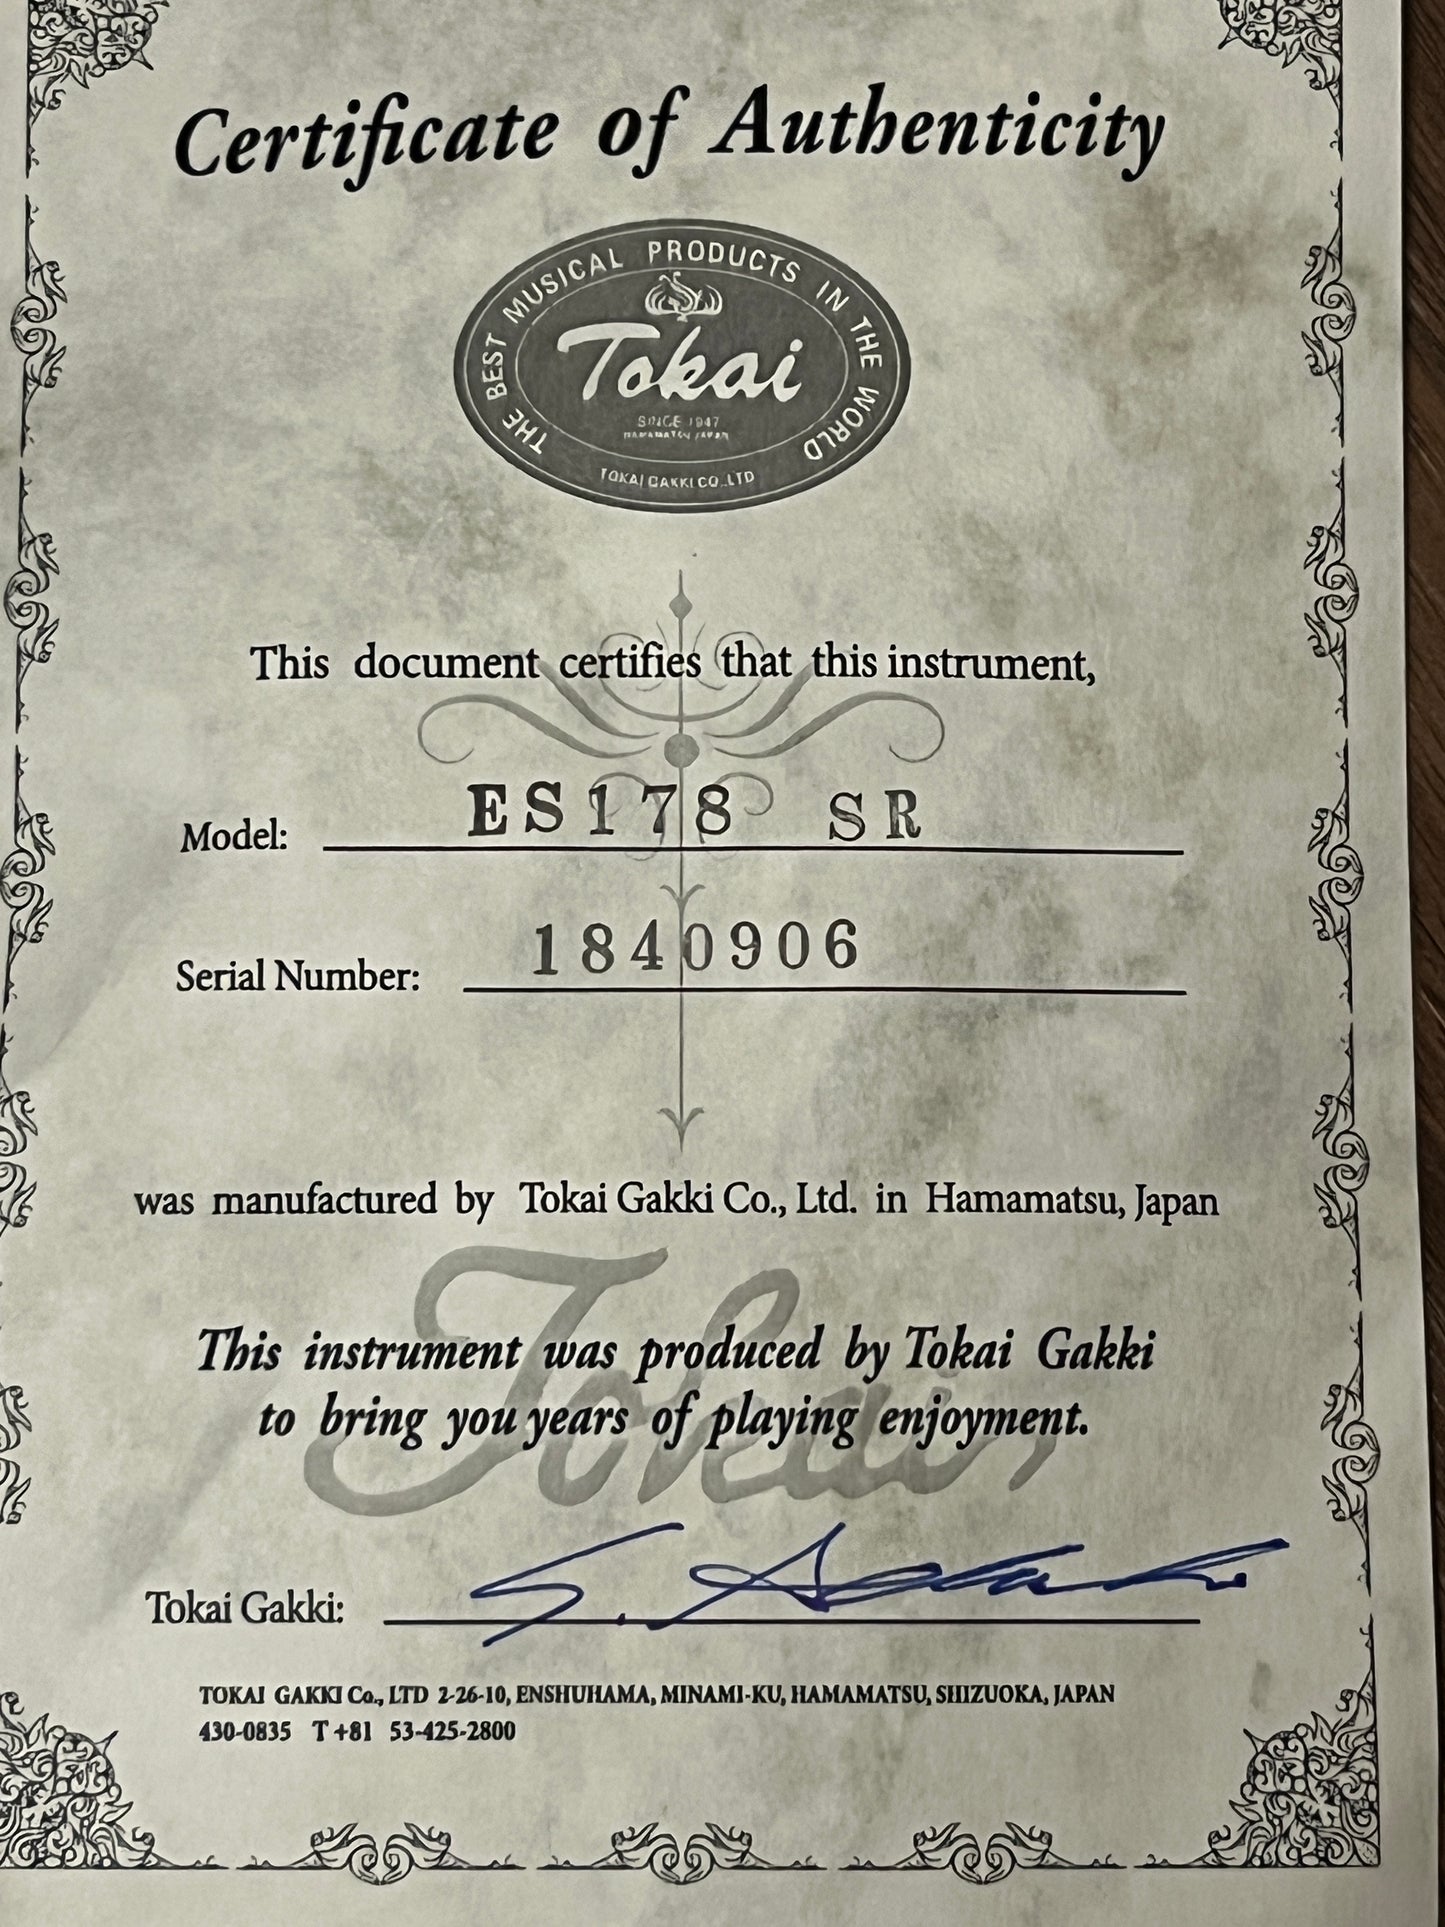 Certificate of Authenticity
THE BEST MUSICAL PRODUCTS IN THE WORLD
Tokai
SINCE 1947
HAMAMATSU JAPAN
TOKAI GAKKI CO.,LTD
This document certifies that this instrument,
Model: ES178 SR
Serial Number: 1840906
was manufactured by Tokai Gakki Co., Ltd. in Hamamatsu, Japan
Tokai
This instrument was produced by Tokai Gakki
to bring you years of playing enjoyment.
Tokai Gakki:
TOKAI GAKKI Co., LTD 2-26-10, ENSHUHAMA, MINAMI-KU, HAMAMATSU, SHIZUOKA, JAPAN
430-0835 T +81 53-425-2800